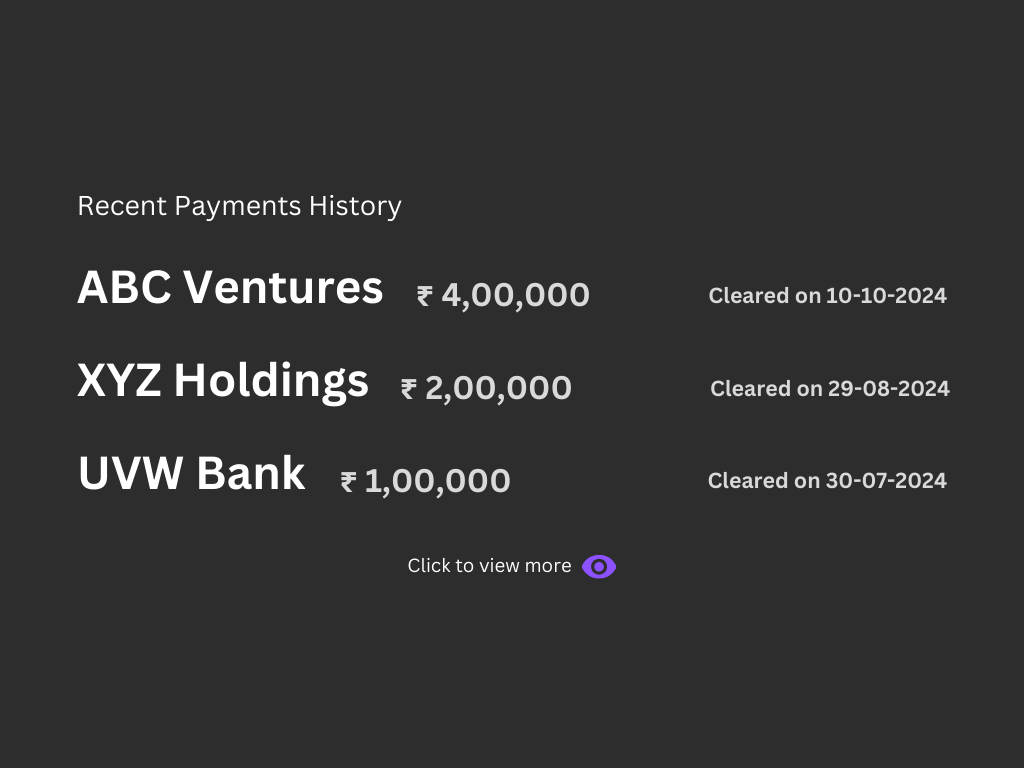 Recent Payments History
ABC Ventures ₹ 4,00,000 Cleared on 10-10-2024
XYZ Holdings ₹ 2,00,000 Cleared on 29-08-2024
UVW Bank ₹ 1,00,000 Cleared on 30-07-2024
Click to view more